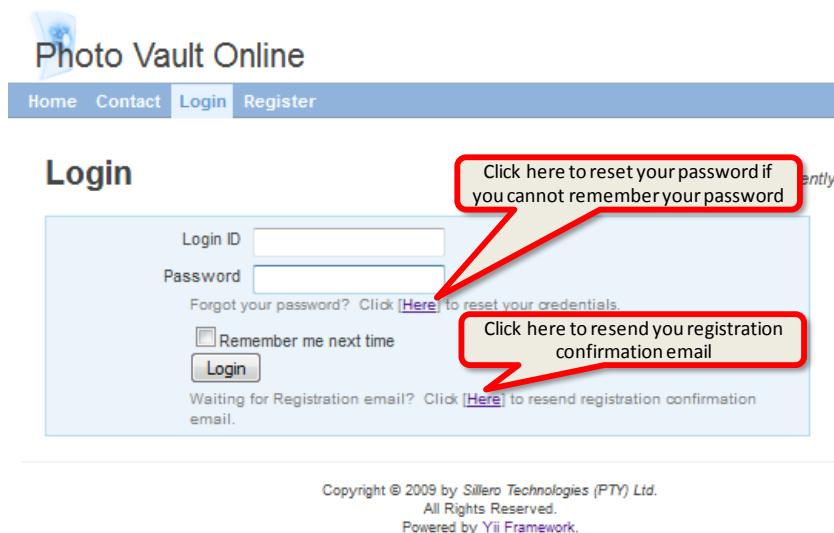 Photo Vault Online
Home Contact Login Register
Login
Click here to reset your password if
you cannot remember your password
ently
Login ID
Password
Forgot your password? Click [Here] to reset your credentials.
Click here to resend you registration
confirmation email
Remember me next time
Login
Waiting for Registration email? Click [Here] to resend registration confirmation
email.
Copyright © 2009 by Sillero Technologies (PTY) Ltd.
All Rights Reserved.
Powered by Yii Framework.